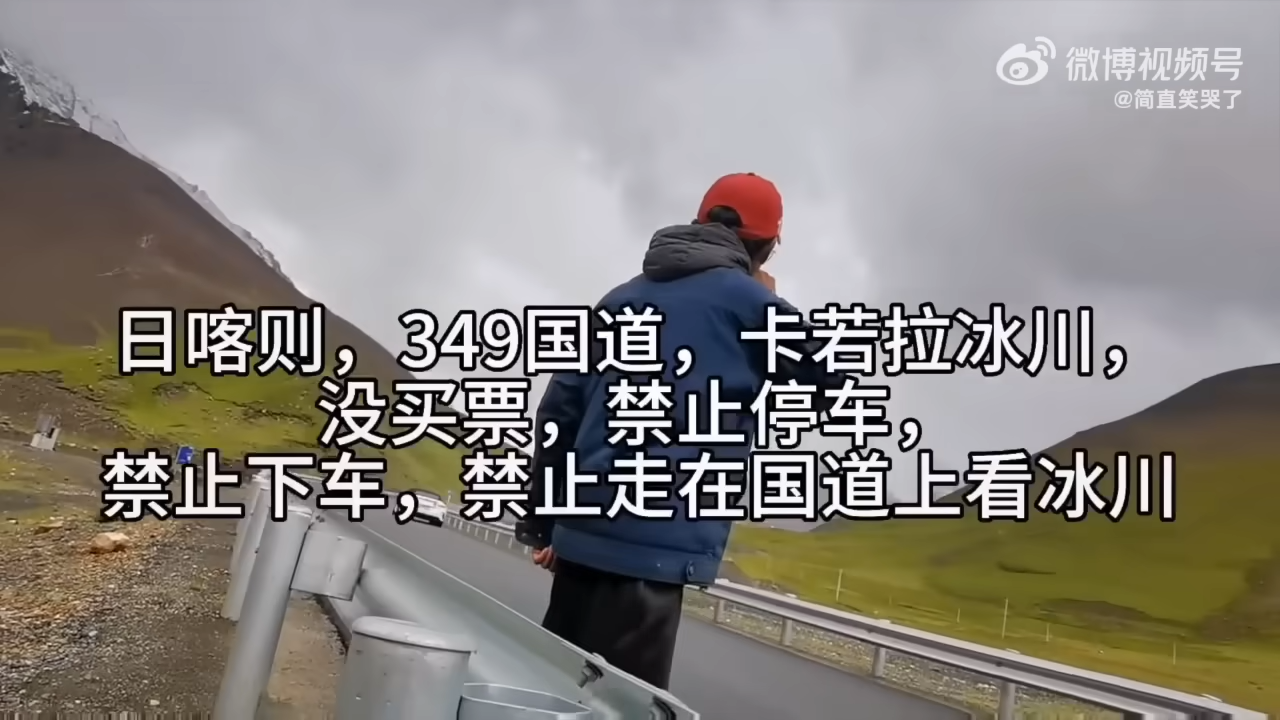 微博视频号
@简直笑哭了
日喀则，349国道，卡若拉冰川，
没买票，禁止停车，
禁止下车，禁止走在国道上看冰川